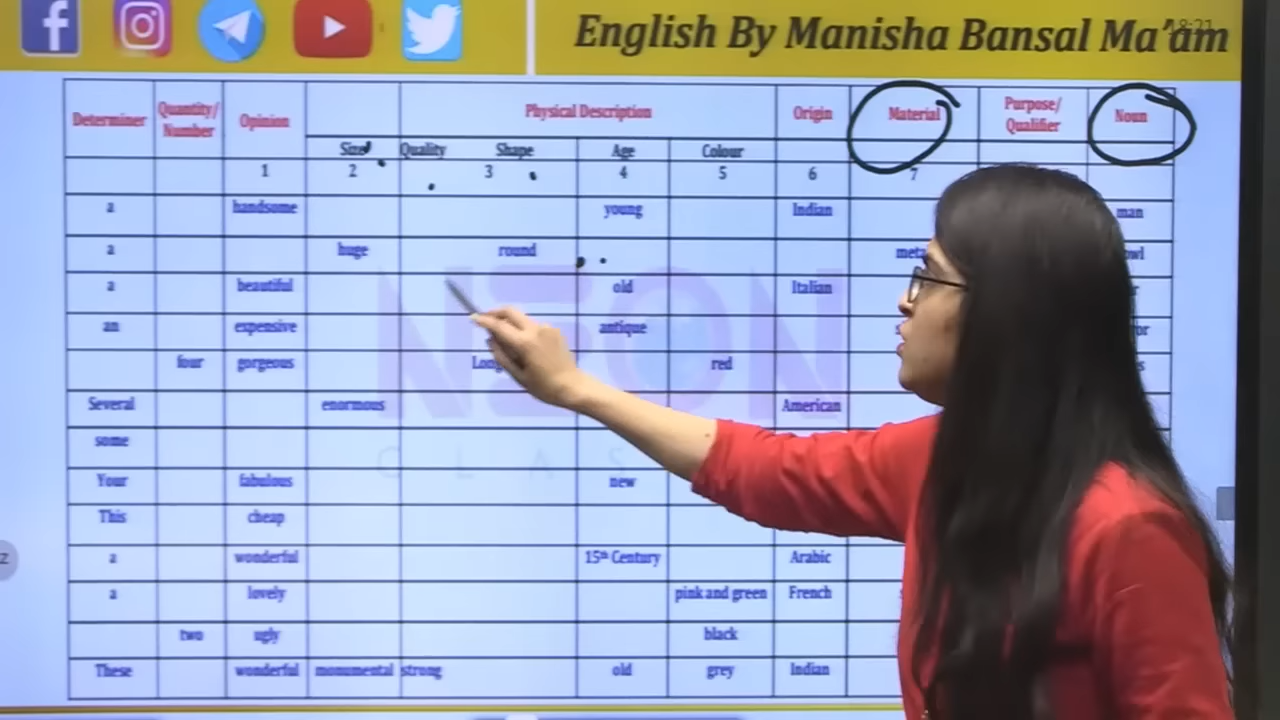 English By Manisha Bansal Ma'am
18:21
Determiner Quantity/ Number Opinion Physical Description Origin Material Purpose/ Qualifier Noun
Size Quality Shape Age Colour
1 2 3 4 5 6 7
a handsome young Indian man
a huge round
a beautiful old Italian
an expensive antique
four gorgeous red
Several enormous American
some
Your fabulous new
This cheap
a wonderful 15th Century Arabic
a lovely pink and green French
two ugly black
These wonderful monumental strong old grey Indian